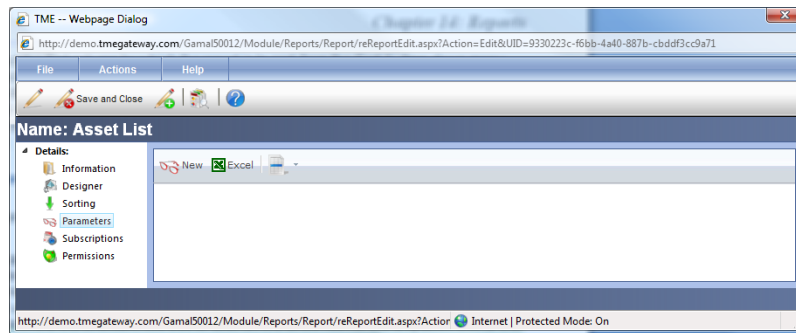 Chapter 14: Reports
TME -- Webpage Dialog
http://demo.tmegateway.com/Gamal50012/Module/Reports/Report/reReportEdit.aspx?Action=Edit&UID=9330223c-f6bb-4a40-887b-cbddf3cc9a71
File Actions Help
Save and Close
Name: Asset List
Details:
Information
New Excel
Designer
Sorting
Parameters
Subscriptions
Permissions
http://demo.tmegateway.com/Gamal50012/Module/Reports/Report/reReportEdit.aspx?Action Internet | Protected Mode: On